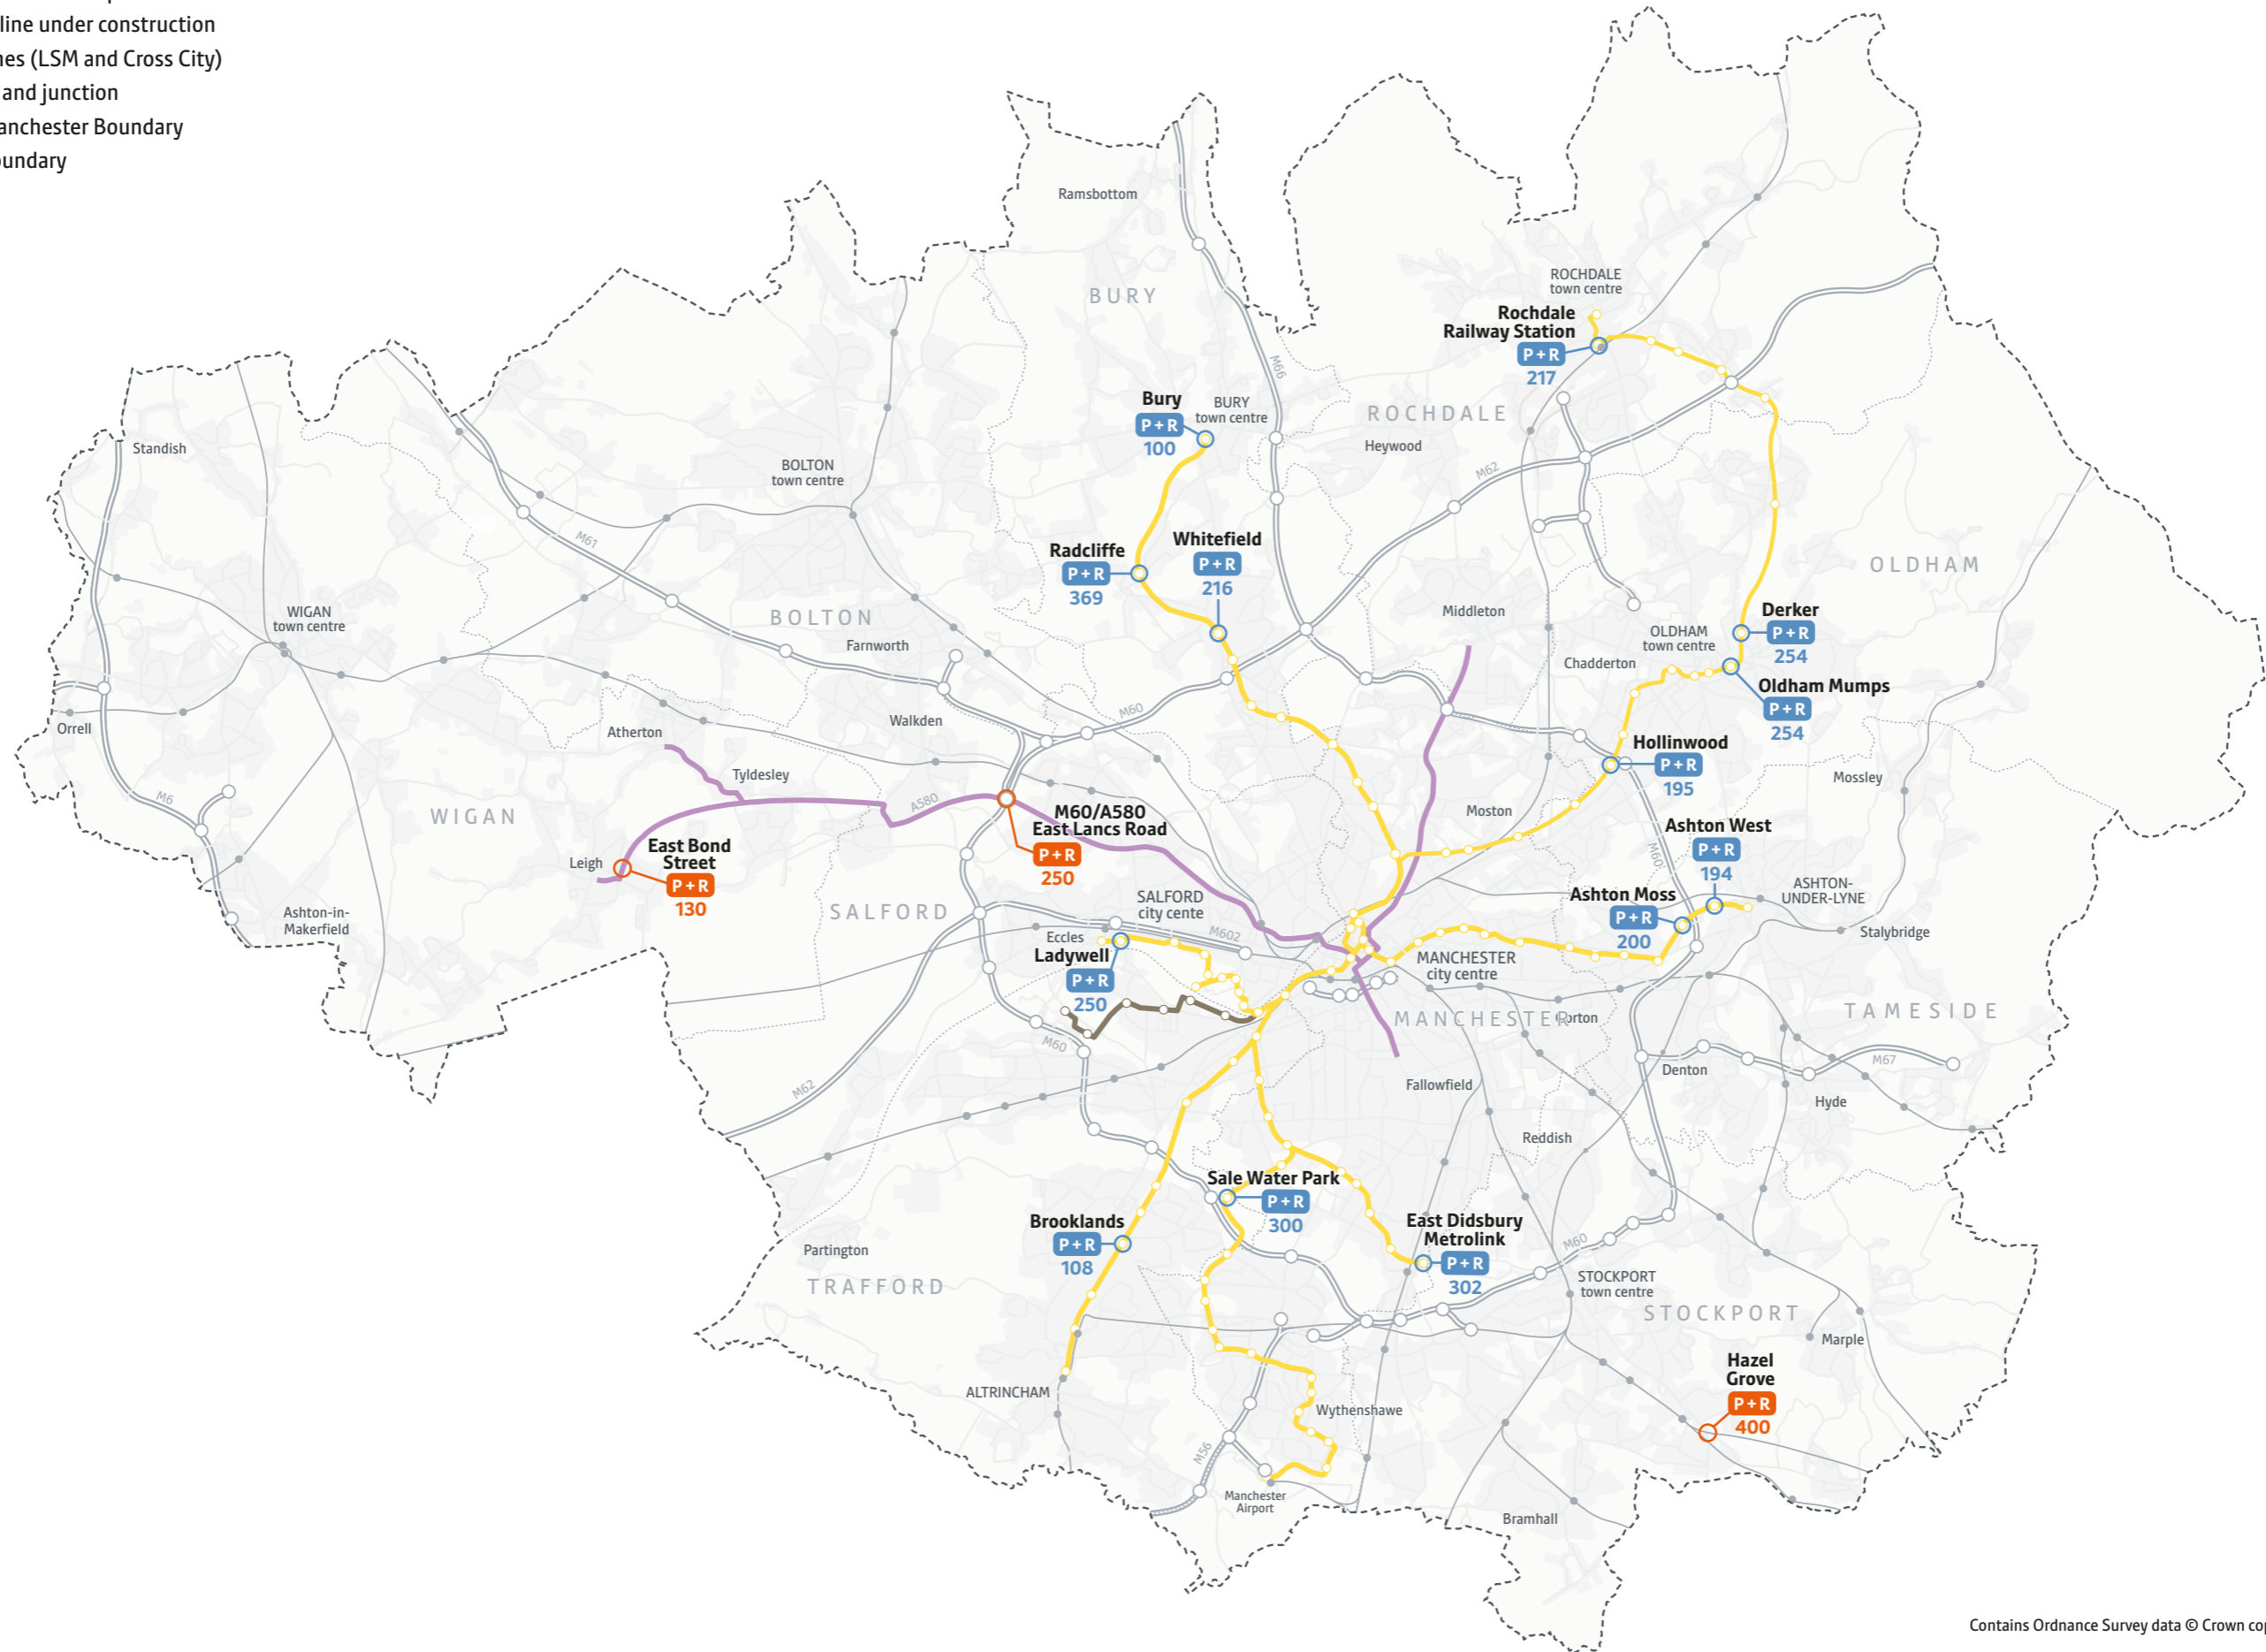 line under construction
nes (LSM and Cross City)
and junction
anchester Boundary
oundary
Ramsbottom
BURY
M66
ROCHDALE
town centre
Rochdale
Railway Station
P + R
217
Bury
P + R
100
BURY
town centre
ROCHDALE
Heywood
M62
Standish
BOLTON
town centre
M61
Radcliffe
P + R
369
Whitefield
P + R
216
OLDHAM
WIGAN
town centre
BOLTON
Farnworth
Middleton
OLDHAM
town centre
Derker
P + R
254
Chadderton
Oldham Mumps
P + R
254
Orrell
Atherton
Walkden
M60
Hollinwood
P + R
195
Mossley
Tyldesley
M6
WIGAN
A580
M60/A580
East Lancs Road
P + R
250
Moston
Ashton West
P + R
194
M60
Leigh
East Bond
Street
P + R
130
Ashton-in-
Makerfield
SALFORD
SALFORD
city cente
M602
Ashton Moss
P + R
200
ASHTON-
UNDER-LYNE
Stalybridge
Eccles
Ladywell
P + R
250
MANCHESTER
city centre
MANCHESTER
orton
TAMESIDE
M60
M62
M67
Denton
Fallowfield
Hyde
Reddish
Sale Water Park
P + R
300
Brooklands
P + R
108
East Didsbury
Metrolink
P + R
302
M60
Partington
TRAFFORD
STOCKPORT
town centre
STOCKPORT
Marple
Hazel
Grove
P + R
400
ALTRINCHAM
Wythenshawe
M56
Manchester
Airport
Bramhall
Contains Ordnance Survey data © Crown co